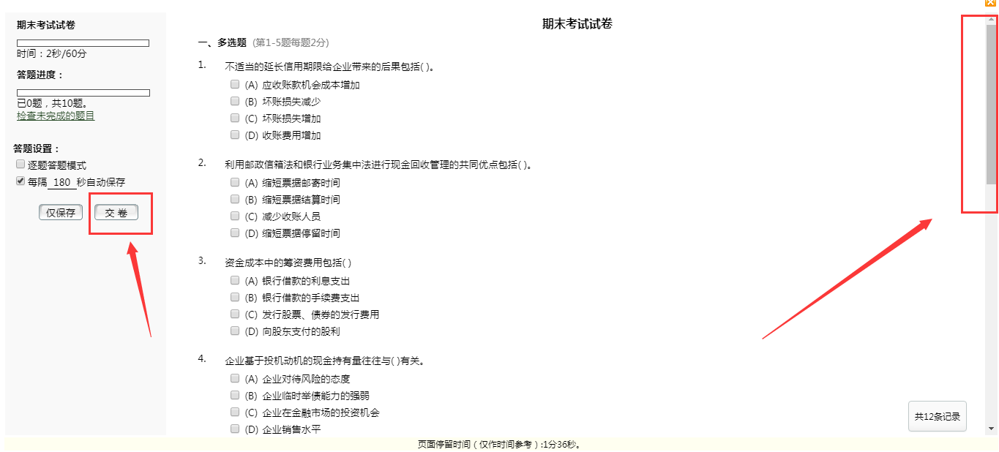 期末考试试卷
时间：2秒/60分
答题进度：
已0题，共10题。
检查未完成的题目
答题设置：
逐题答题模式
每隔 180 秒自动保存
仅保存 交 卷
期末考试试卷
一、多选题 (第1-5题每题2分)
1. 不适当的延长信用期限给企业带来的后果包括( )。
(A) 应收账款机会成本增加
(B) 坏账损失减少
(C) 坏账损失增加
(D) 收账费用增加
2. 利用邮政信箱法和银行业务集中法进行现金回收管理的共同优点包括( )。
(A) 缩短票据邮寄时间
(B) 缩短票据结算时间
(C) 减少收账人员
(D) 缩短票据停留时间
3. 资金成本中的筹资费用包括( )
(A) 银行借款的利息支出
(B) 银行借款的手续费支出
(C) 发行股票、债券的发行费用
(D) 向股东支付的股利
4. 企业基于投机动机的现金持有量往往与( )有关。
(A) 企业对待风险的态度
(B) 企业临时举债能力的强弱
(C) 企业在金融市场的投资机会
(D) 企业销售水平
共12条记录
页面停留时间（仅作时间参考）:1分36秒。